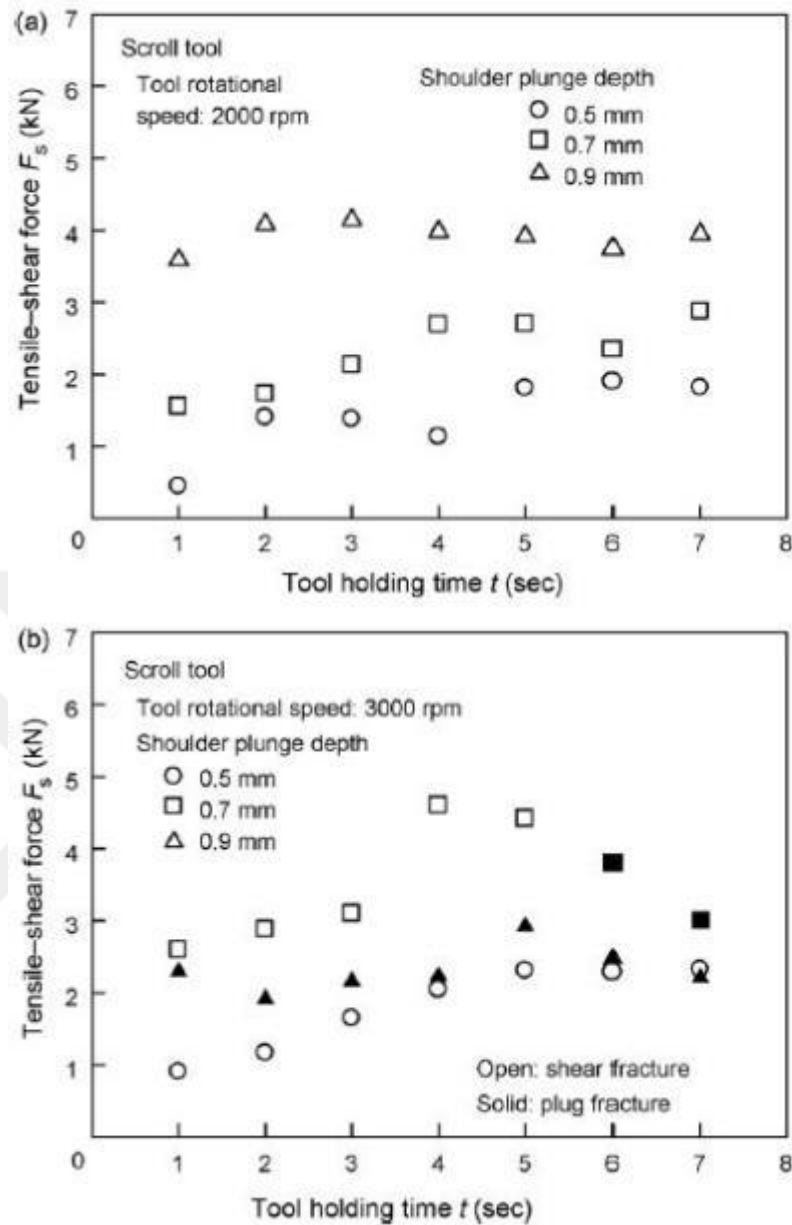 (a)
7
6
5
4
3
2
1
0
Tensile–shear force Fs (kN)
Scroll tool
Tool rotational
speed: 2000 rpm
Shoulder plunge depth
0.5 mm
0.7 mm
0.9 mm
1 2 3 4 5 6 7 8
Tool holding time t (sec)
(b)
7
6
5
4
3
2
1
0
Tensile–shear force Fs (kN)
Scroll tool
Tool rotational speed: 3000 rpm
Shoulder plunge depth
0.5 mm
0.7 mm
0.9 mm
Open: shear fracture
Solid: plug fracture
1 2 3 4 5 6 7 8
Tool holding time t (sec)